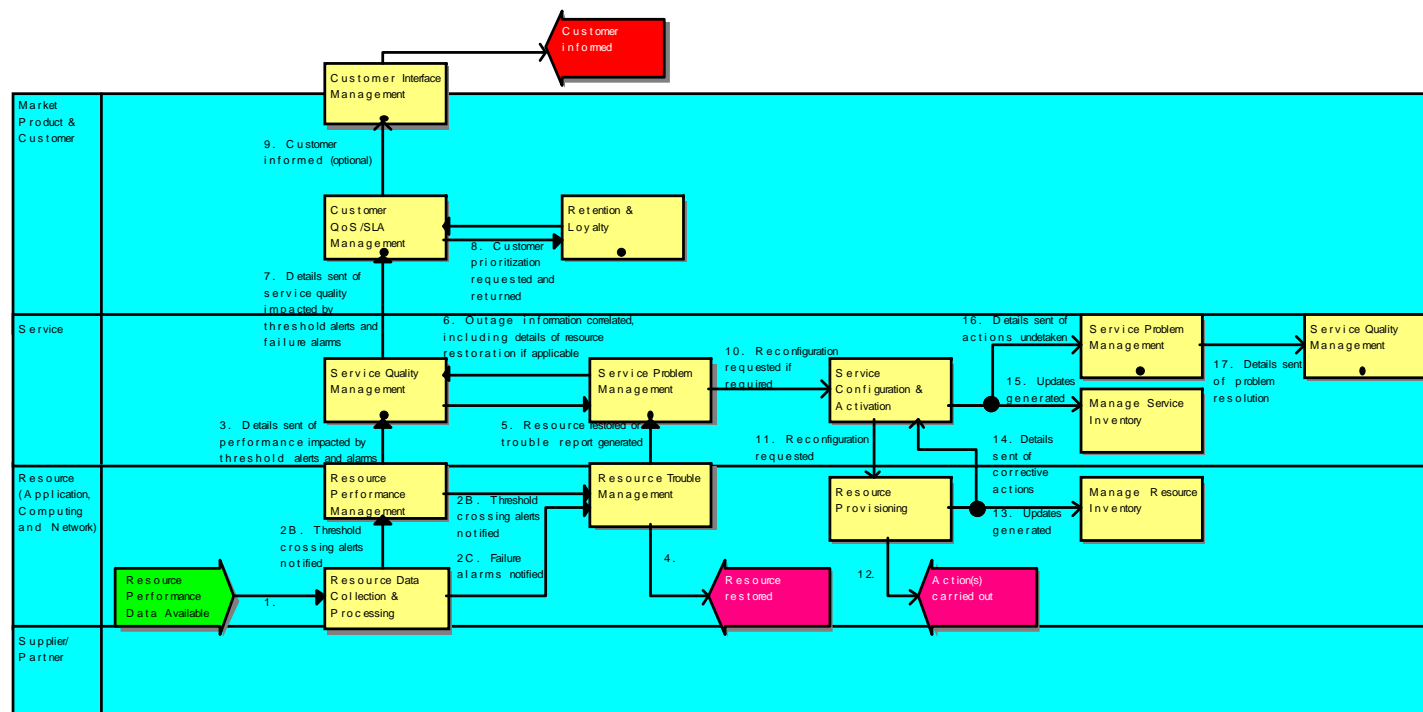 Customer
informed
Customer Interface
Management
Market
Product &
Customer
9. Customer
informed (optional)
Customer
QoS/SLA
Management
Retention &
Loyalty
8. Customer
prioritization
requested and
returned
7. Details sent of
service quality
impacted by
threshold alerts and
failure alarms
Service
6. Outage information correlated,
including details of resource
restoration if applicable
16. Details sent of
actions undetaken
Service Problem
Management
Service Quality
Management
10. Reconfiguration
requested if
required
Service Quality
Management
Service Problem
Management
Service
Configuration &
Activation
17. Details sent
of problem
resolution
15. Updates
generated
Manage Service
Inventory
3. Details sent of
performance impacted by
threshold alerts and alarms
5. Resource restored or
trouble report generated
11. Reconfiguration
requested
14. Details
sent of
corrective
actions
Resource
(Application,
Computing
and Network)
Resource
Performance
Management
Resource Trouble
Management
Resource
Provisioning
Manage Resource
Inventory
2B. Threshold
crossing alerts
notified
13. Updates
generated
2B. Threshold
crossing alerts
notified
2C. Failure
alarms notified
4.
12.
Resource
Performance
Data Available
1.
Resource Data
Collection &
Processing
Resource
restored
Action(s)
carried out
Supplier/
Partner